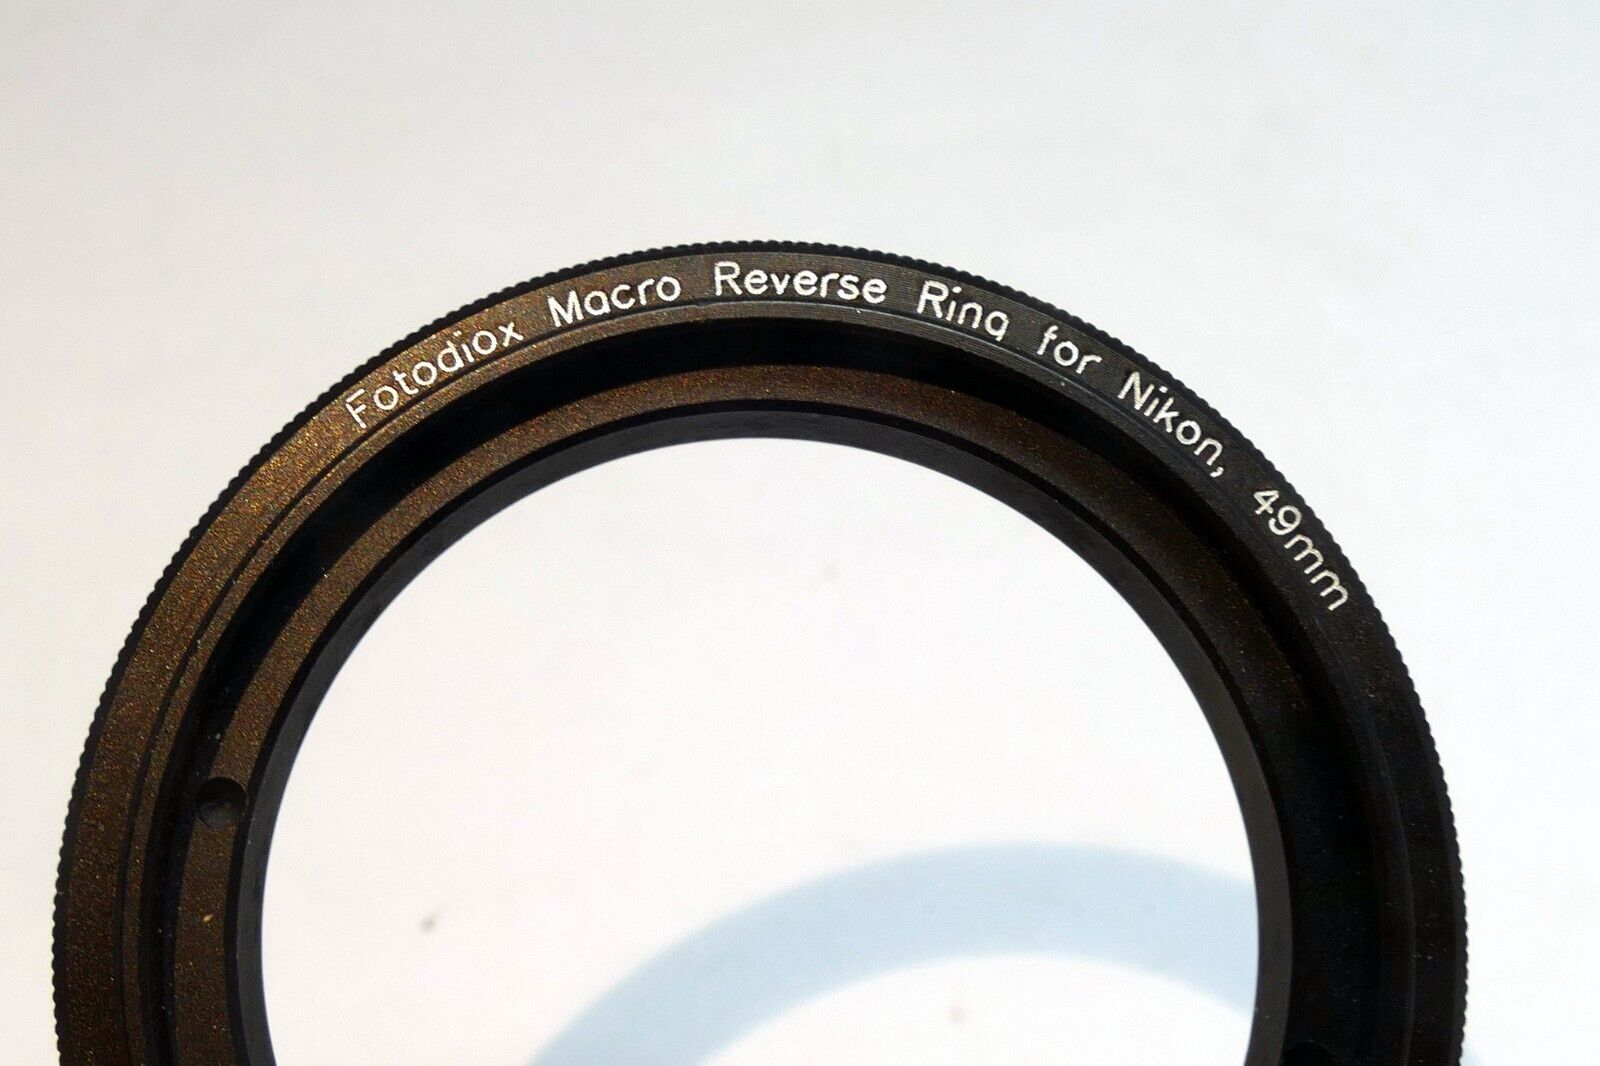 Fotodiox Macro Reverse Ring for Nikon, 49mm